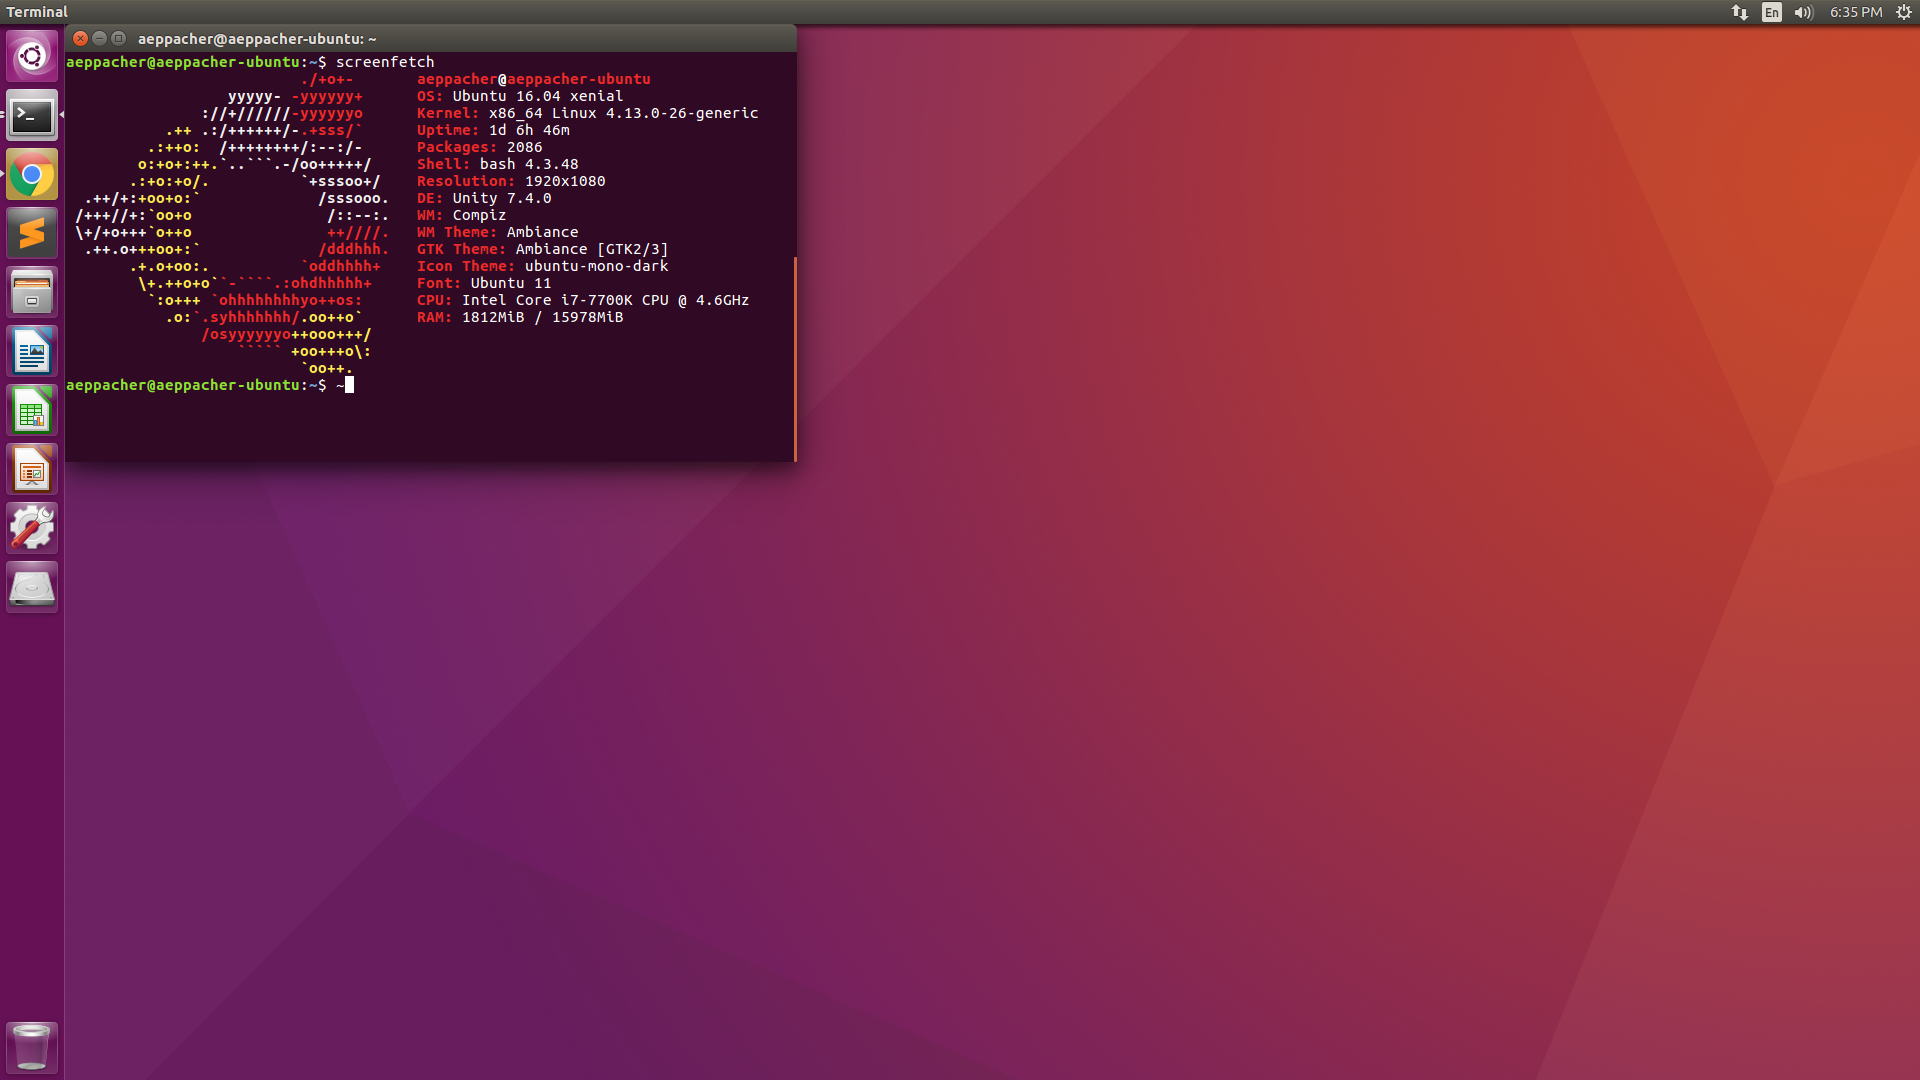 Terminal
En
6:35 PM
aeppacher@aeppacher-ubuntu: ~
aeppacher@aeppacher-ubuntu:~$ screenfetch
                          ./+o+-       aeppacher@aeppacher-ubuntu
                  yyyyy- -yyyyyy+      OS: Ubuntu 16.04 xenial
               ://+//////-yyyyyyo      Kernel: x86_64 Linux 4.13.0-26-generic
           .++ .:/++++++/-.+sss/`      Uptime: 1d 6h 46m
         .:++o:  /++++++++/:--:/-      Packages: 2086
        o:+o+:++.`..```.-/oo+++++/     Shell: bash 4.3.48
       .:+o:+o/.          `+sssoo+/    Resolution: 1920x1080
  .++/+:+oo+o:`             /sssooo.   DE: Unity 7.4.0
 /+++//+:`oo+o               /::--:.   WM: Compiz
 \+/+o+++`o++o               ++////.   WM Theme: Ambiance
  .++.o+++oo+:`             /dddhhh.   GTK Theme: Ambiance [GTK2/3]
       .+.o+oo:.          `oddhhhh+    Icon Theme: ubuntu-mono-dark
        \+.++o+o``-````.:ohdhhhhh+     Font: Ubuntu 11
         `:o+++ `ohhhhhhhhyo++os:      CPU: Intel Core i7-7700K CPU @ 4.6GHz
           .o:`.syhhhhhhh/.oo++o`      RAM: 1812MiB / 15978MiB
               /osyyyyyyo++ooo+++/
                   ````` +oo+++o\:
                          `oo++.
aeppacher@aeppacher-ubuntu:~$ ~